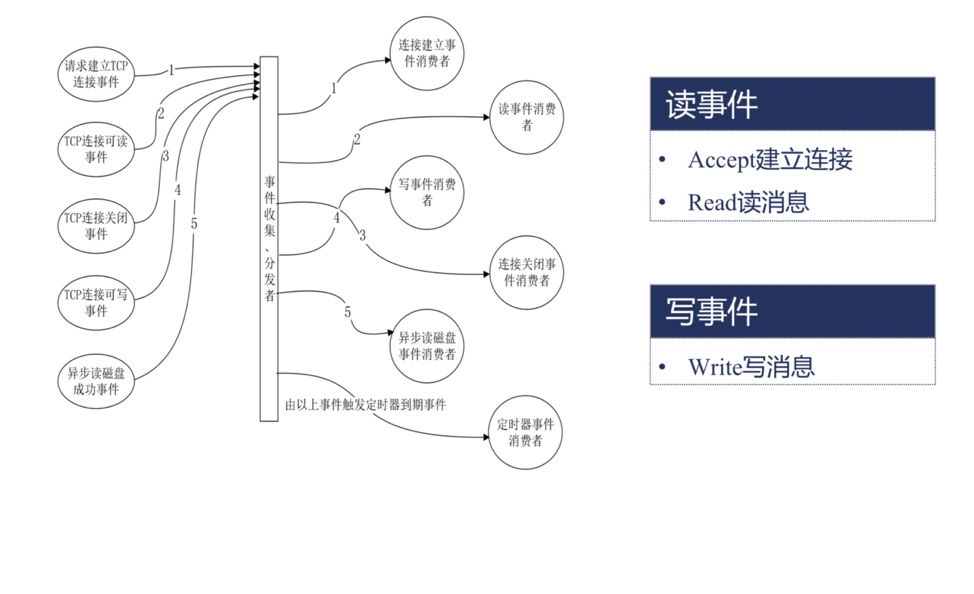 请求建立TCP
连接事件
TCP连接可读
事件
TCP连接关闭
事件
TCP连接可写
事件
异步读磁盘
成功事件
1
2
3
4
5
事件收集、分发者
1
2
4
3
5
由以上事件触发定时器到期事件
连接建立事
件消费者
读事件消费
者
写事件消费
者
连接关闭事
件消费者
异步读磁盘
事件消费者
定时器事件
消费者
读事件
• Accept建立连接
• Read读消息
写事件
• Write写消息